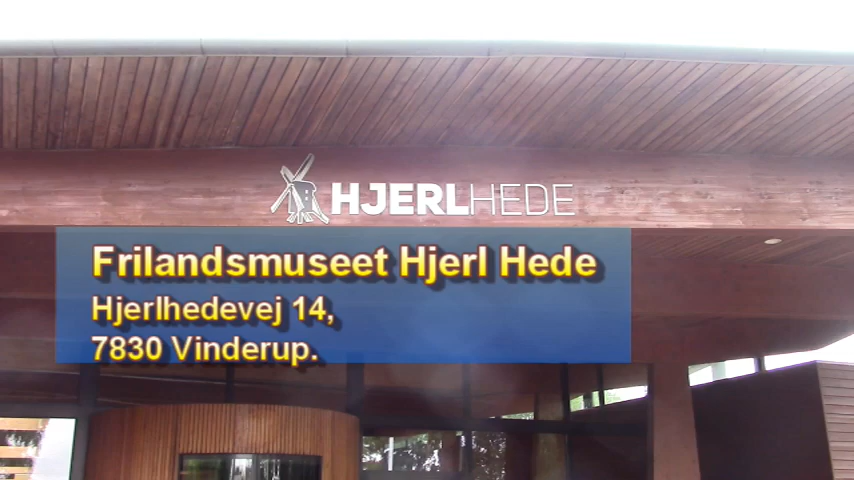 HJERLHEDE
Frilandsmuseet Hjerl Hede
Hjerlhedevej 14,
7830 Vinderup.